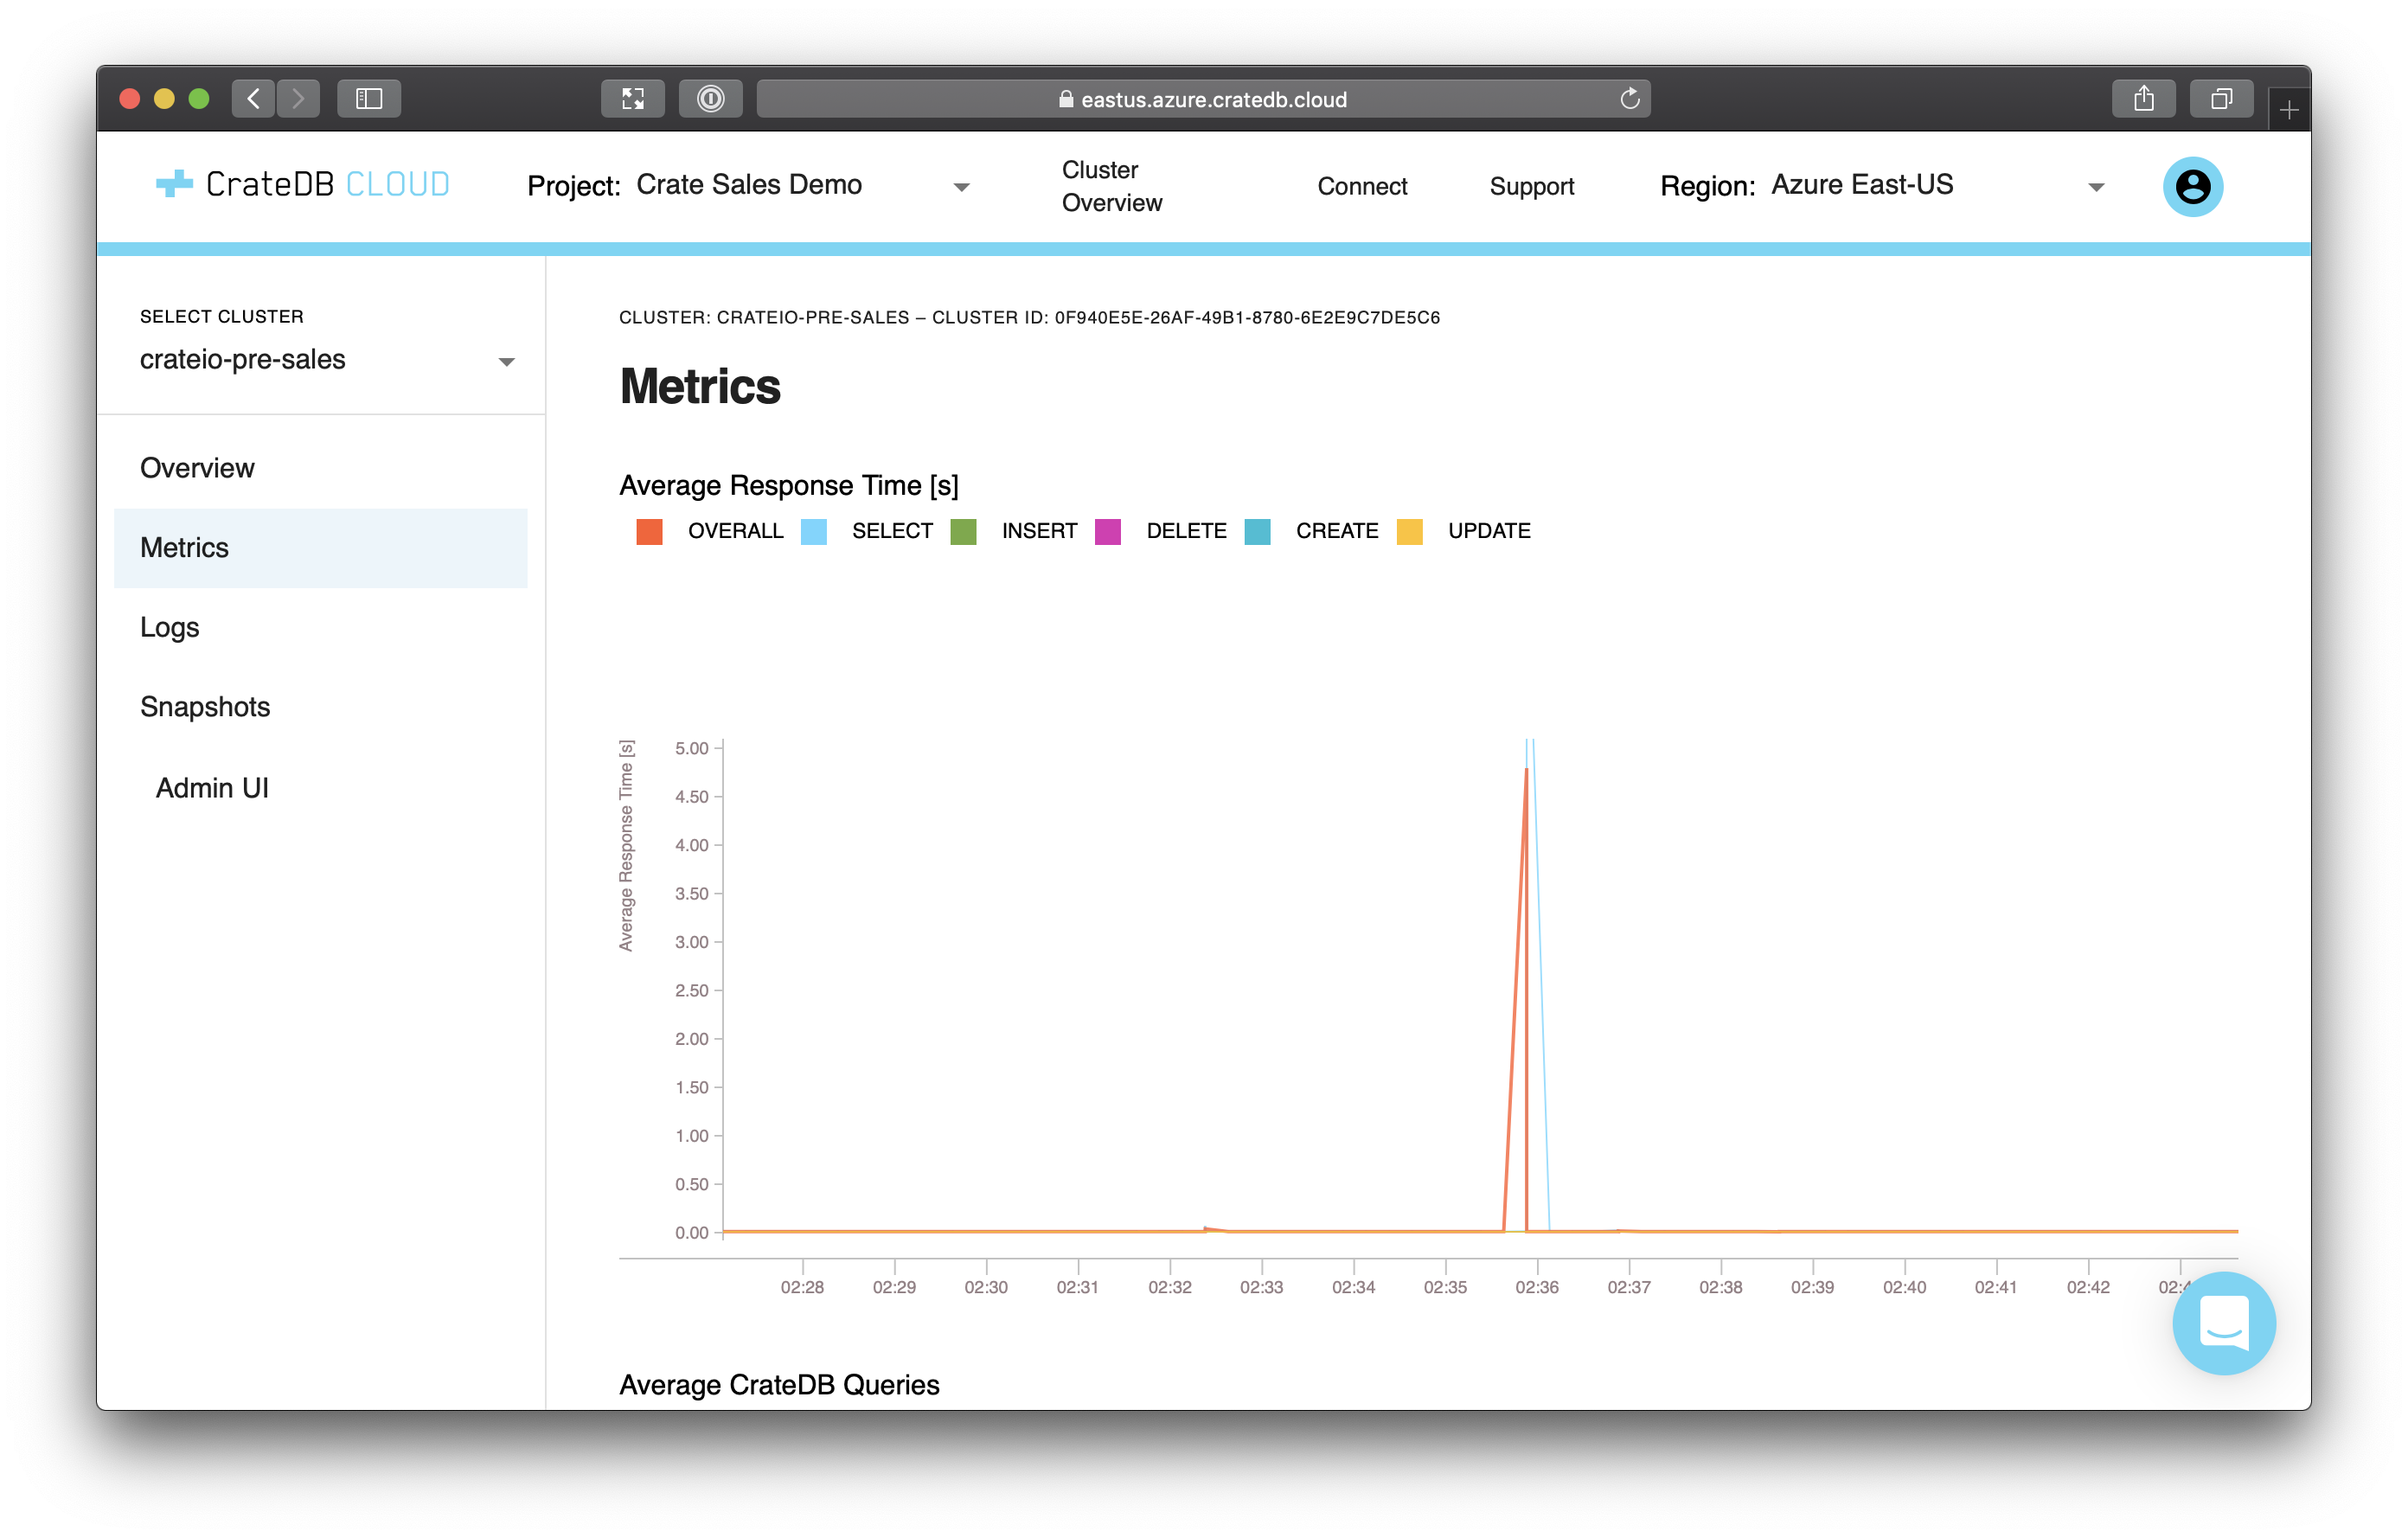 eastus.azure.cratedb.cloud
CrateDB CLOUD
Project: Crate Sales Demo
Cluster
Overview
Connect
Support
Region: Azure East-US
SELECT CLUSTER
crateio-pre-sales
Overview
Metrics
Logs
Snapshots
Admin UI
CLUSTER: CRATEIO-PRE-SALES – CLUSTER ID: 0F940E5E-26AF-49B1-8780-6E2E9C7DE5C6
Metrics
Average Response Time [s]
OVERALL SELECT INSERT DELETE CREATE UPDATE
Average Response Time [s]
5.00
4.50
4.00
3.50
3.00
2.50
2.00
1.50
1.00
0.50
0.00
02:28 02:29 02:30 02:31 02:32 02:33 02:34 02:35 02:36 02:37 02:38 02:39 02:40 02:41 02:42
Average CrateDB Queries